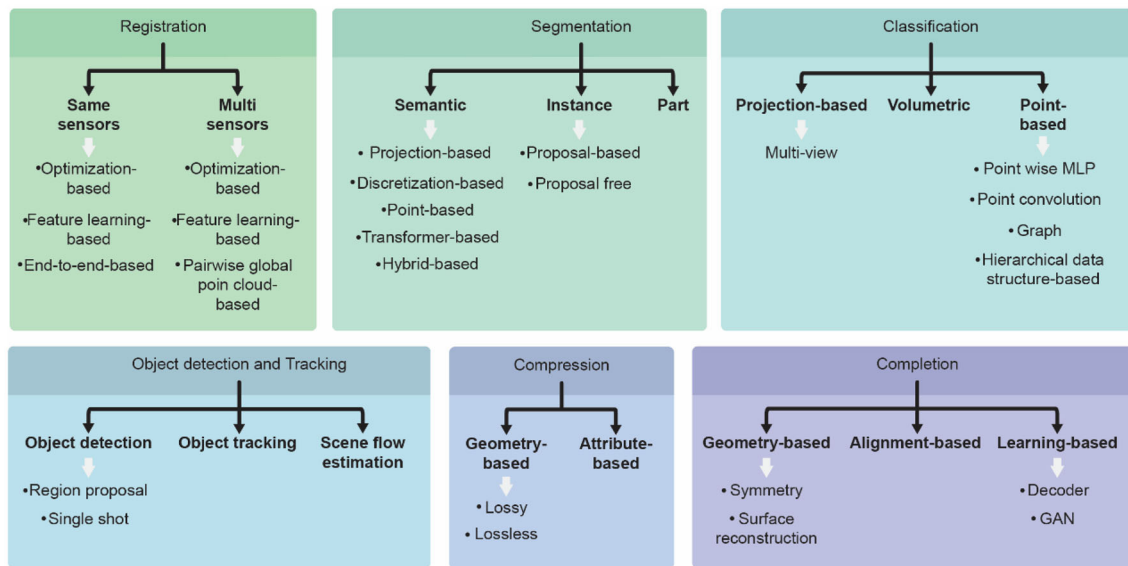 Registration
Same
sensors
•Optimization-
based
•Feature learning-
based
•End-to-end-based
Multi
sensors
•Optimization-
based
•Feature learning-
based
•Pairwise global
poin cloud-
based
Segmentation
Semantic
•Projection-based
•Discretization-based
•Point-based
•Transformer-based
•Hybrid-based
Instance
•Proposal-based
•Proposal free
Part
Classification
Projection-based
Multi-view
Volumetric
Point-
based
•Point wise MLP
•Point convolution
•Graph
•Hierarchical data
structure-based
Object detection and Tracking
Object detection
•Region proposal
•Single shot
Object tracking
Scene flow
estimation
Compression
Geometry-
based
•Lossy
•Lossless
Attribute-
based
Completion
Geometry-based
•Symmetry
•Surface
reconstruction
Alignment-based
Learning-based
•Decoder
•GAN